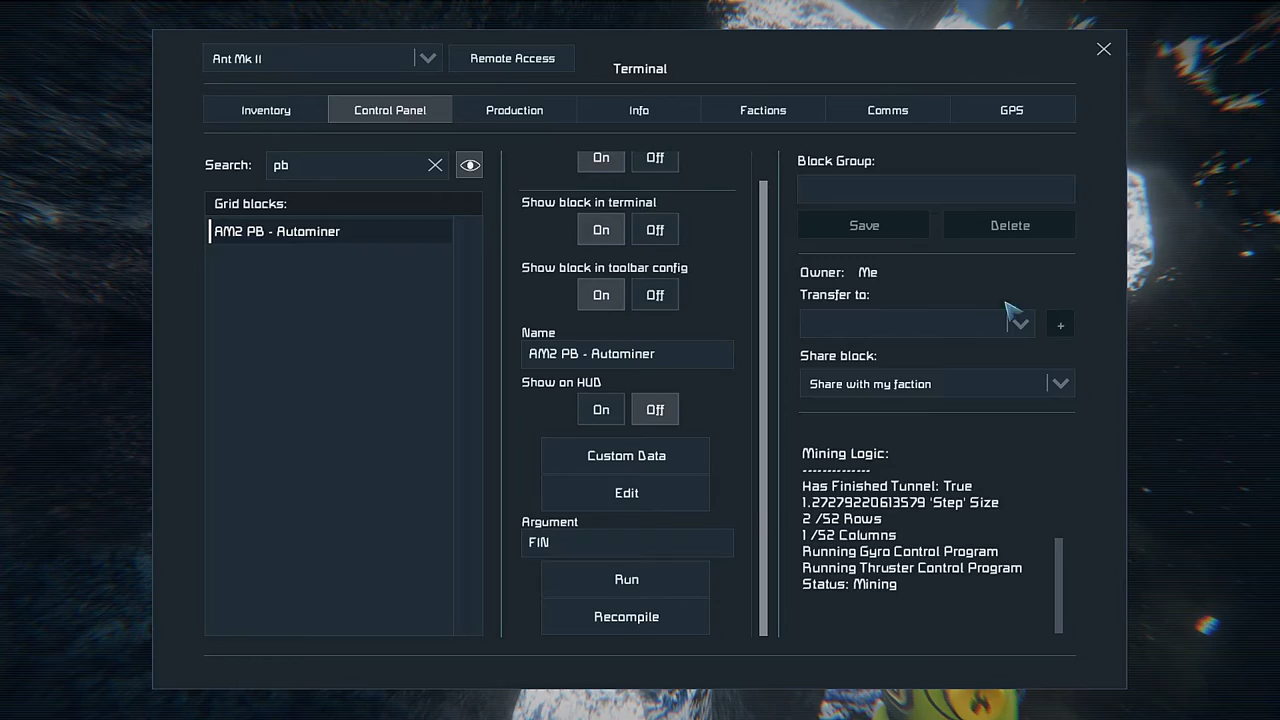 Ant Mk II
Remote Access
Terminal
Inventory
Control Panel
Production
Info
Factions
Comms
GPS
Search:
pb
Grid blocks:
AM2 PB - Autominer
On
Off
Show block in terminal
On
Off
Show block in toolbar config
On
Off
Name
AM2 PB - Autominer
Show on HUD
On
Off
Custom Data
Edit
Argument
FIN
Run
Recompile
Block Group:
Save
Delete
Owner: Me
Transfer to:
+
Share block:
Share with my faction
Mining Logic:
--------------
Has Finished Tunnel: True
1.27279220613579 'Step' Size
2 /52 Rows
1 /52 Columns
Running Gyro Control Program
Running Thruster Control Program
Status: Mining